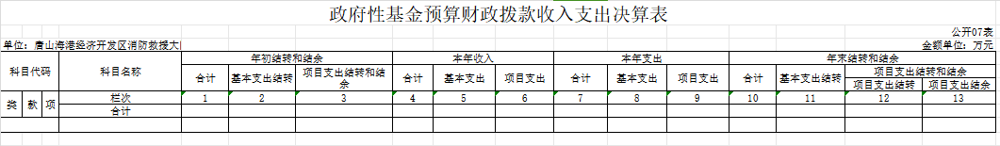 政府性基金预算财政拨款收入支出决算表
公开07表
单位：唐山海港经济开发区消防救援大 金额单位：万元
科目代码 科目名称 年初结转和结余 本年收入 本年支出 年末结转和结余
合计 基本支出结转 项目支出结转和结余 合计 基本支出 项目支出 合计 基本支出 项目支出 合计 基本支出结转 项目支出结转和结余
项目支出结转 项目支出结余
类 款 项 栏次 1 2 3 4 5 6 7 8 9 10 11 12 13
合计